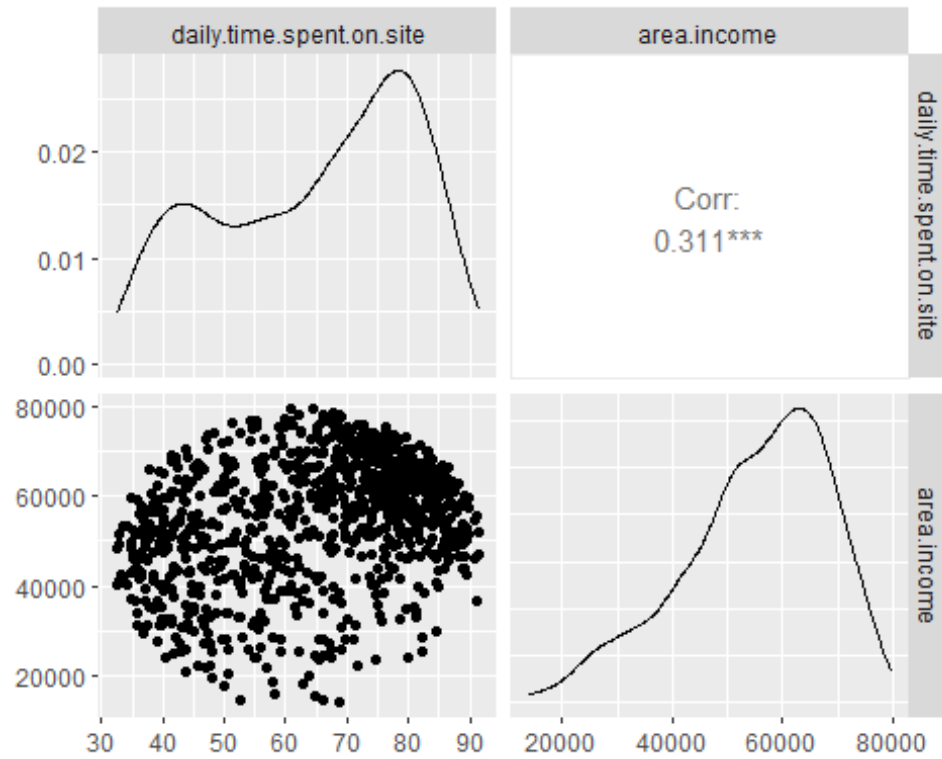 daily.time.spent.on.site
area.income
0.02
0.01
0.00
Corr:
0.311***
daily.time.spent.on.site
80000
60000
40000
20000
area.income
30 40 50 60 70 80 90
20000 40000 60000 80000